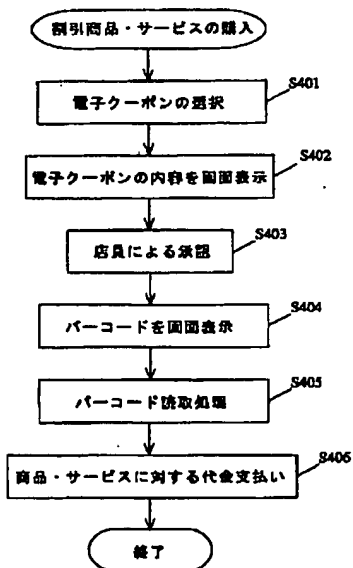 割引商品・サービスの購入
S401
電子クーポンの選択
S402
電子クーポンの内容を画面表示
S403
店員による承認
S404
バーコードを画面表示
S405
バーコード読取処理
S406
商品・サービスに対する代金支払い
終了